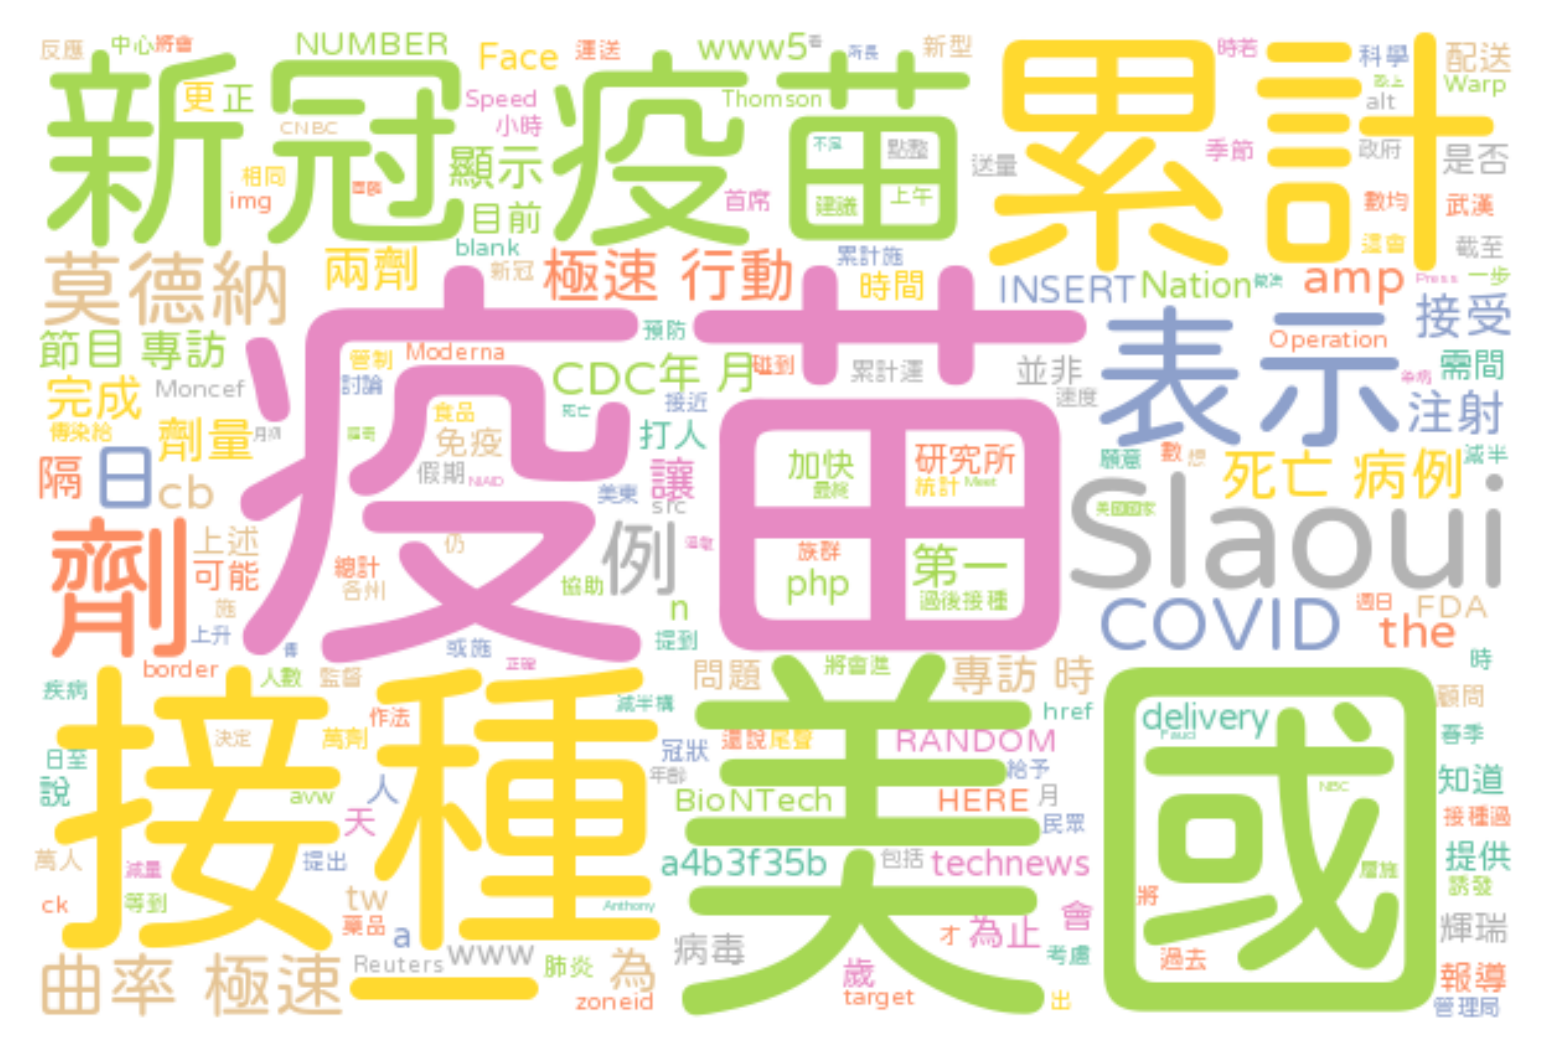 反應 中心 將會 NUMBER Face 運送 www5 看 所長 新型 時若 科學 配送
新冠疫苗 累計
更正 CNBC Speed 小時 Thomson alt Warp
相同 img 顯示 目前 首席 不是 點整 建議 上午 送量 季節 政府 是否 數均 武漢
blank 新冠 累計施 還會 截至
莫德納 兩劑 極速 行動 時間 INSERT Nation amp Press 一步
節目 專訪 管制 Moderna 預防 碰到 累計運 並非 Operation 接受
疫苗 表示
完成 Moncef 討論 CDC 年 月 接近 速度 染病 需間
傳染給 劑量 食品 免疫 死亡 打人 注射
隔 日 cb 假期 NIAID 美東 讓 src 加快 最終 研究所 統計 Meet 願意 數 想 死亡 病例 減半
Slaoui
美國國家
劑 上述 可能 仍 總計 各州 例 協助 族群 php 第一 過後接種
施 上升 傳 或施 n 提到 COVID 週日 FDA the
border 人數 監督 正確 問題 將會進 專訪 時 時
疾病 作法 減半構 href delivery Fauci 顧問
接種 美國
決定 萬劑 冠狀 還說 尾聲 RANDOM 春季
日至 說 avw 人 年齡 BioNTech 給予 HERE 月 NBC 知道
天 民眾 接種過
萬人 減量 提出 a4b3f35b 包括 technews 層施 提供
ck 等到 tw Anthony 將 誘發
藥品 a 病毒 才 為止 會 輝瑞
曲率 極速 一 Reuters www 肺炎 為 歲 考慮 過去 報導
zoneid target 出 管理局